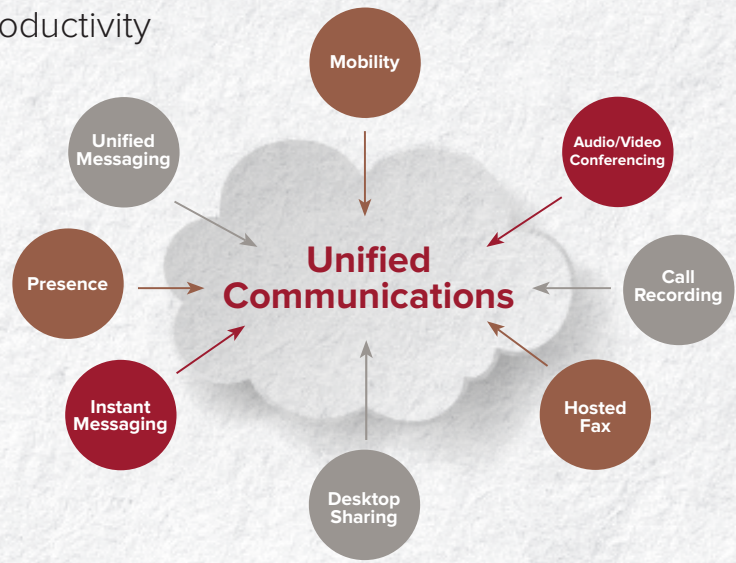 oductivity
Mobility
Unified
Messaging
Audio/Video
Conferencing
Presence
Unified
Communications
Call
Recording
Instant
Messaging
Hosted
Fax
Desktop
Sharing